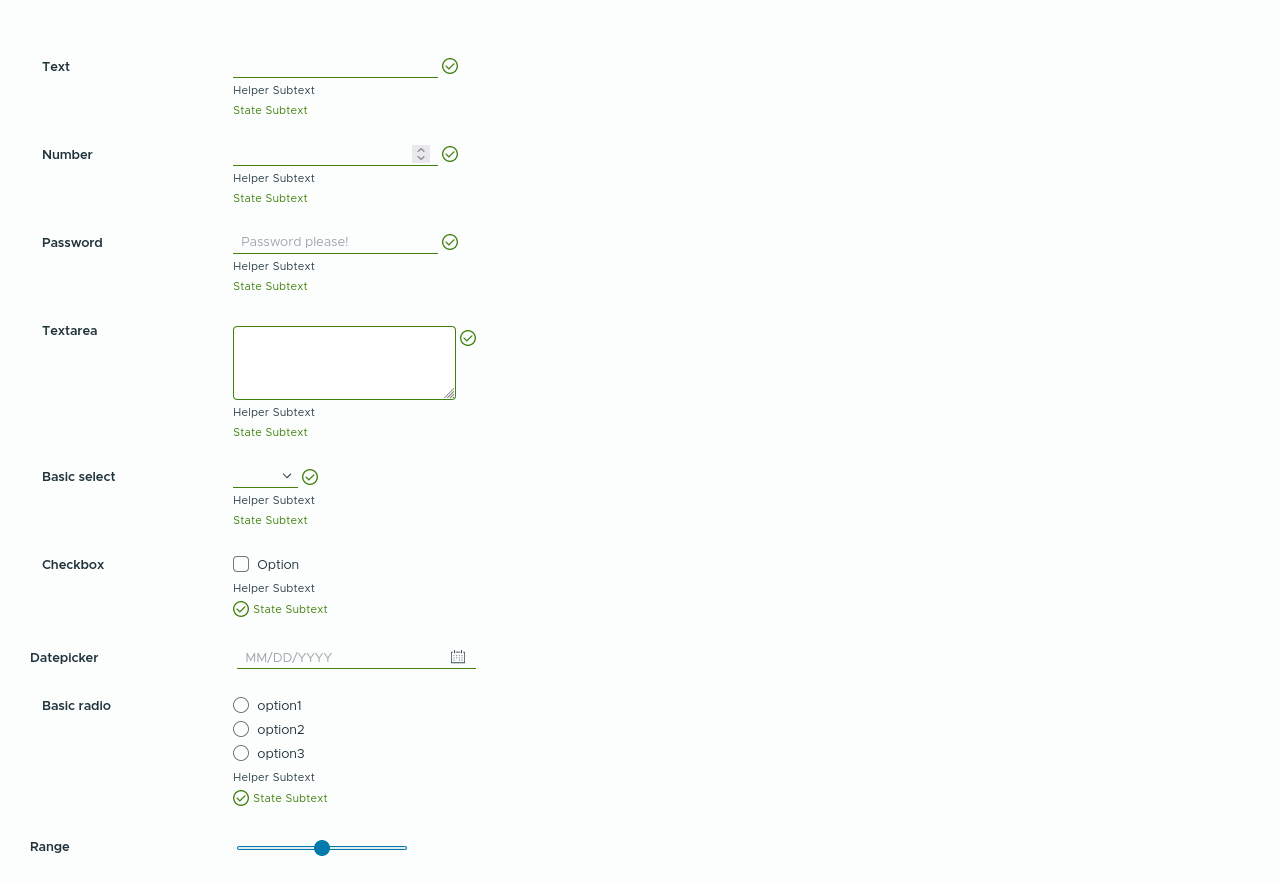 Text
Helper Subtext
State Subtext
Number
Helper Subtext
State Subtext
Password
Password please!
Helper Subtext
State Subtext
Textarea
Helper Subtext
State Subtext
Basic select
Helper Subtext
State Subtext
Checkbox
Option
Helper Subtext
State Subtext
Datepicker
MM/DD/YYYY
Basic radio
option1
option2
option3
Helper Subtext
State Subtext
Range